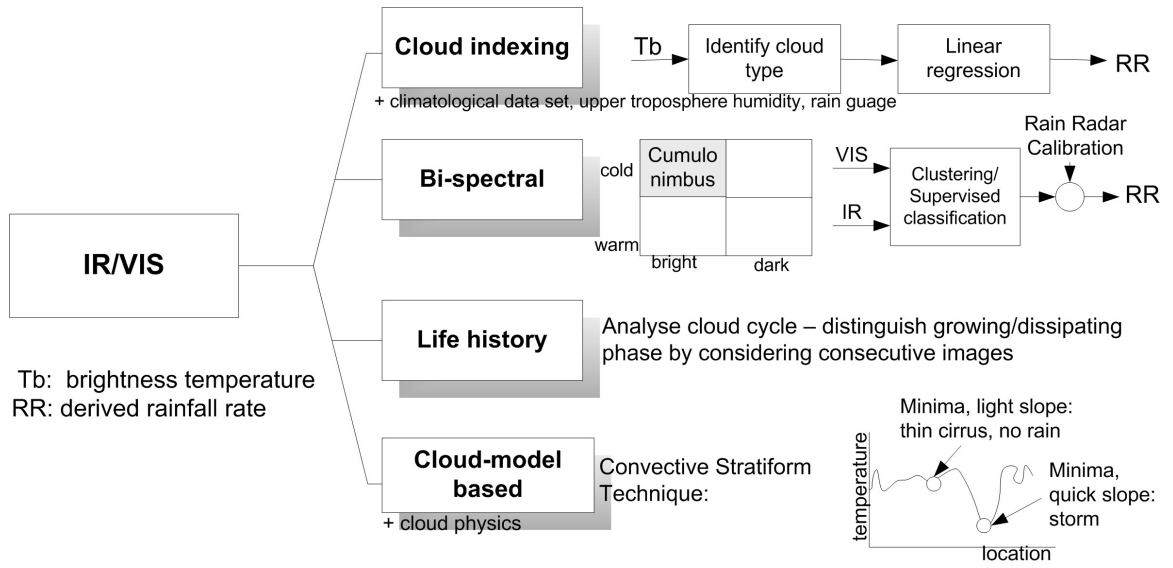 IR/VIS
Tb: brightness temperature
RR: derived rainfall rate
Cloud indexing
+ climatological data set, upper troposphere humidity, rain guage
Tb
Identify cloud
type
Linear
regression
RR
Bi-spectral
cold
warm
Cumulo
nimbus
bright
dark
VIS
IR
Clustering/
Supervised
classification
Rain Radar
Calibration
RR
Life history
Analyse cloud cycle – distinguish growing/dissipating
phase by considering consecutive images
Cloud-model
based
+ cloud physics
Convective Stratiform
Technique:
temperature
location
Minima, light slope:
thin cirrus, no rain
Minima,
quick slope:
storm